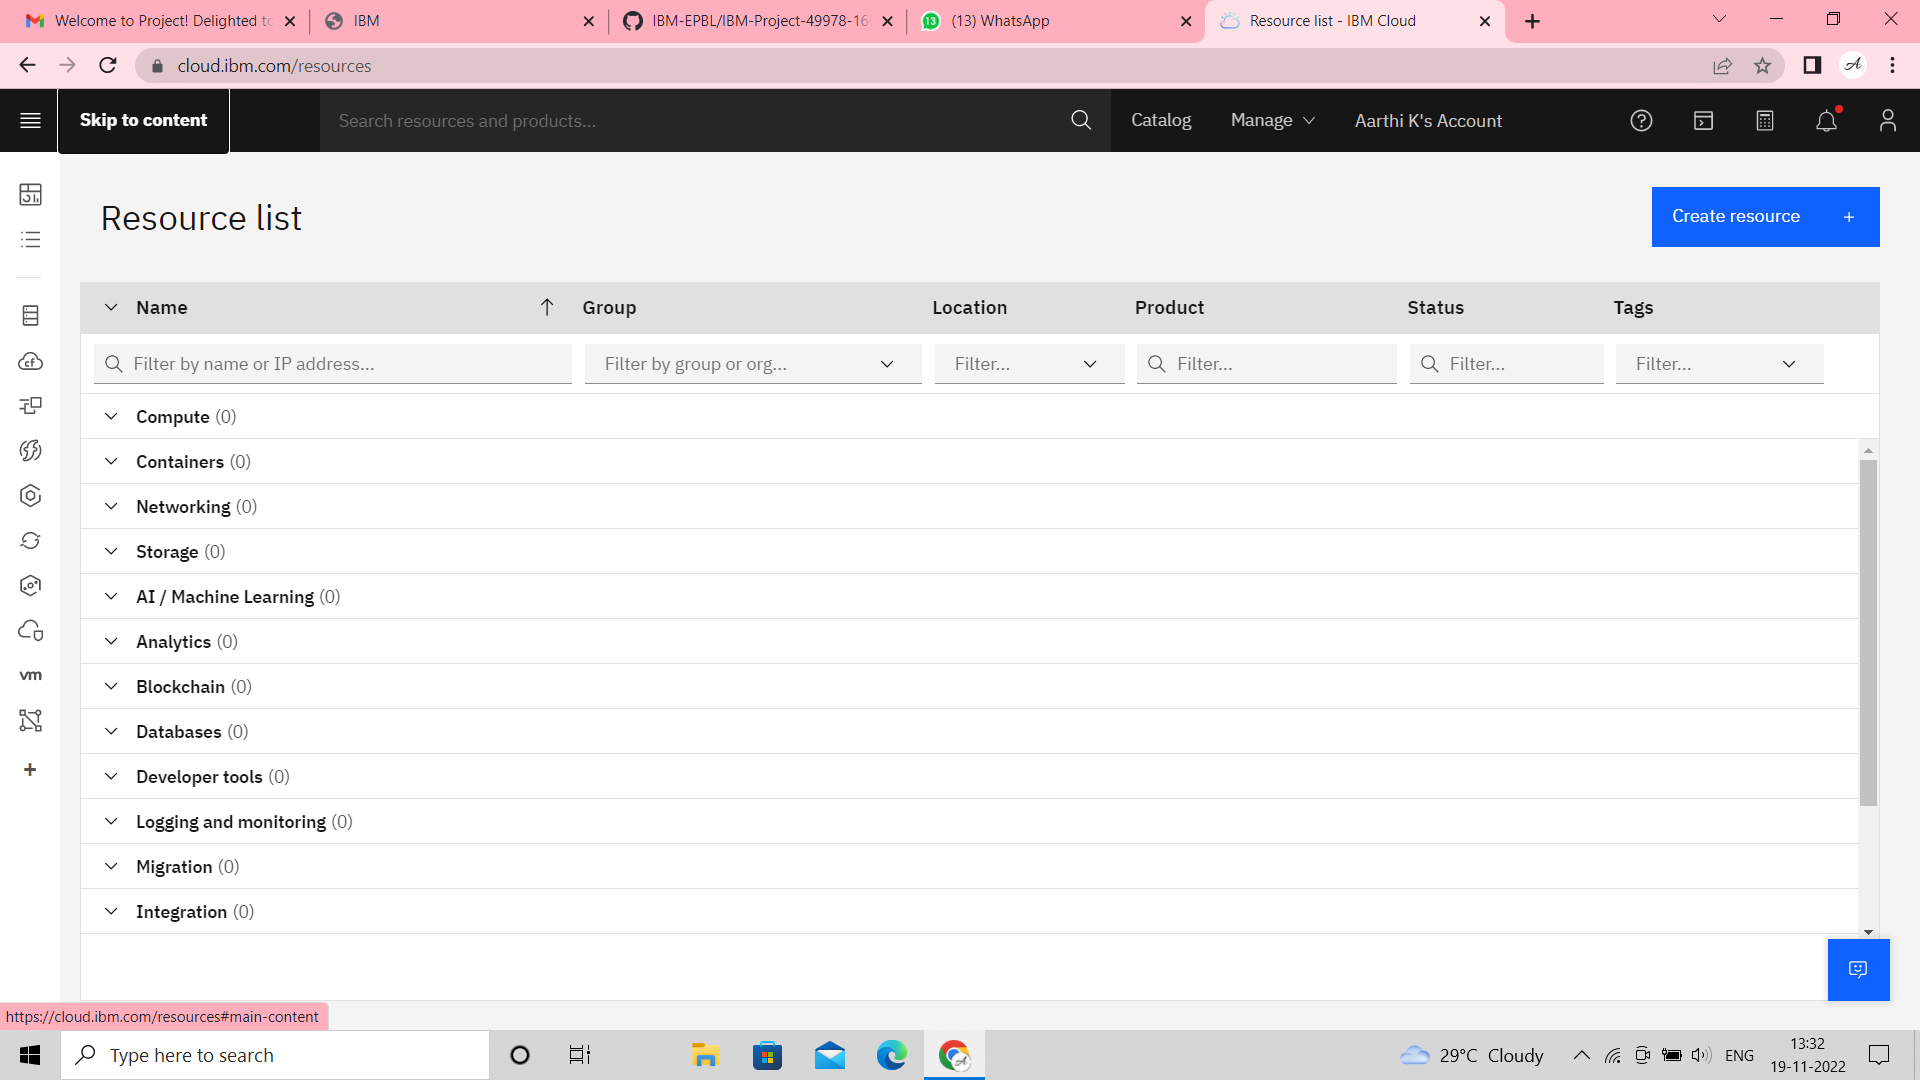 Welcome to Project! Delighted to
IBM
IBM-EPBL/IBM-Project-49978-16
(13) WhatsApp
Resource list - IBM Cloud
cloud.ibm.com/resources
Skip to content
Search resources and products...
Catalog
Manage
Aarthi K's Account
Resource list
Create resource +
Name
Group
Location
Product
Status
Tags
Filter by name or IP address...
Filter by group or org...
Filter...
Filter...
Filter...
Filter...
Compute (0)
Containers (0)
Networking (0)
Storage (0)
AI / Machine Learning (0)
Analytics (0)
Blockchain (0)
vm
Databases (0)
Developer tools (0)
Logging and monitoring (0)
Migration (0)
Integration (0)
https://cloud.ibm.com/resources#main-content
Type here to search
29°C Cloudy
ENG
13:32
19-11-2022